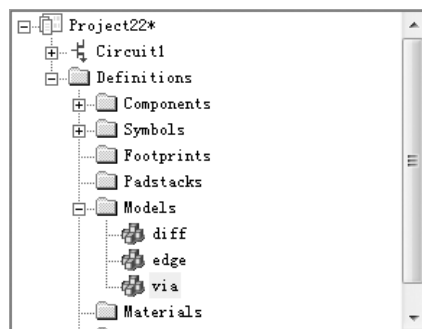 Project22*
Circuit1
Definitions
Components
Symbols
Footprints
Padstacks
Models
diff
edge
via
Materials